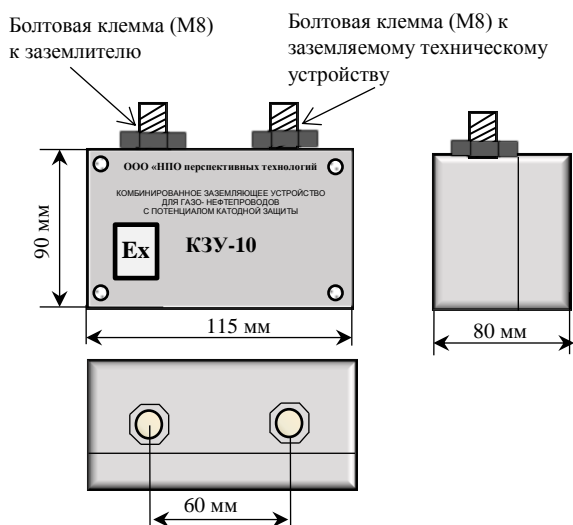 Болтовая клемма (М8)
к заземлителю
Болтовая клемма (М8) к
заземляемому техническому
устройству
ООО «НПО перспективных технологий
КОМБИНИРОВАННОЕ ЗАЗЕМЛЯЮЩЕЕ УСТРОЙСТВО
ДЛЯ ГАЗО- НЕФТЕПРОВОДОВ
С ПОТЕНЦИАЛОМ КАТОДНОЙ ЗАЩИТЫ
Ex
КЗУ-10
90 мм
115 мм
80 мм
60 мм